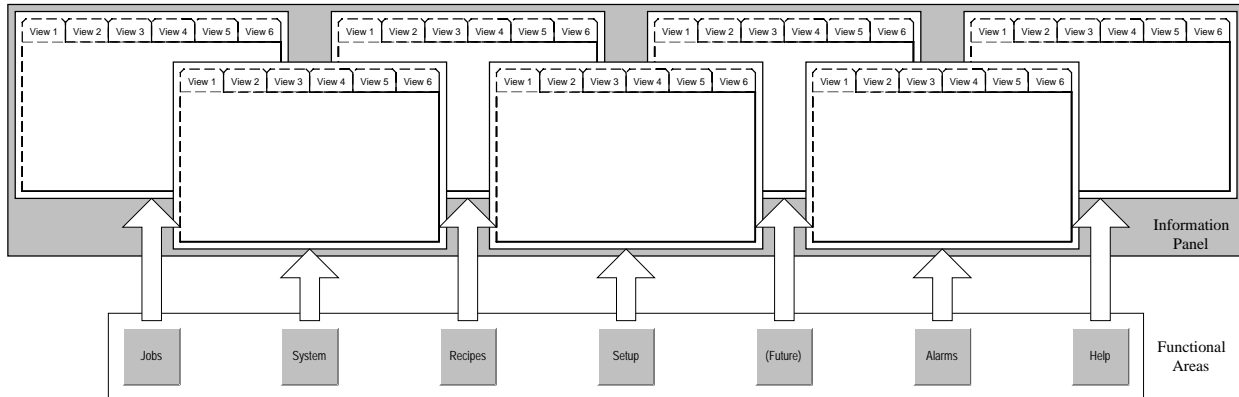 View 1 View 2 View 3 View 4 View 5 View 6
View 1 View 2 View 3 View 4 View 5 View 6
View 1 View 2 View 3 View 4 View 5 View 6
View 1 View 2 View 3 View 4 View 5 View 6
View 1 View 2 View 3 View 4 View 5 View 6
View 1 View 2 View 3 View 4 View 5 View 6
View 1 View 2 View 3 View 4 View 5 View 6
Information
Panel
Jobs System Recipes Setup (Future) Alarms Help
Functional
Areas